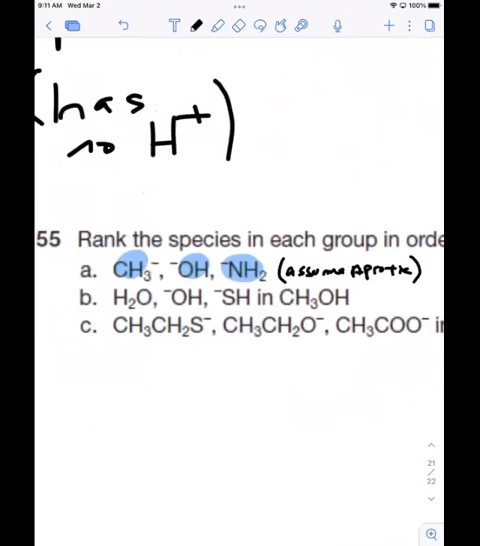 9:11 AM Wed Mar 2
100%
(has
no H+)
55 Rank the species in each group in orde
a. CH₃⁻, ⁻OH, ⁻NH₂ (assume Aprotic)
b. H₂O, ⁻OH, ⁻SH in CH₃OH
c. CH₃CH₂S⁻, CH₃CH₂O⁻, CH₃COO⁻ i
21
/
22